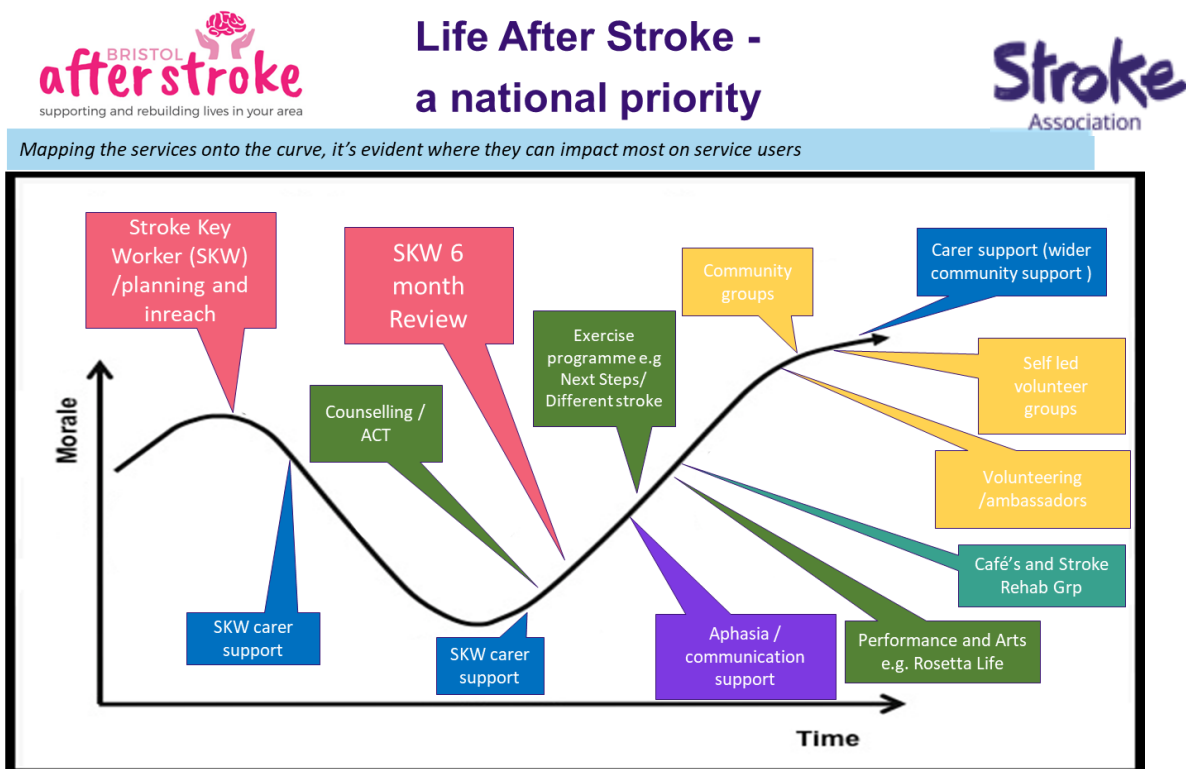 BRISTOL
after stroke
supporting and rebuilding lives in your area
Life After Stroke -
a national priority
Stroke
Association
Mapping the services onto the curve, it's evident where they can impact most on service users
Stroke Key
Worker (SKW)
/planning and
inreach
SKW 6
month
Review
Community
groups
Carer support (wider
community support )
Exercise
programme e.g
Next Steps/
Different stroke
Self led
volunteer
groups
Counselling /
ACT
Morale
Volunteering
/ambassadors
Café's and Stroke
Rehab Grp
SKW carer
support
SKW carer
support
Aphasia /
communication
support
Performance and Arts
e.g. Rosetta Life
Time